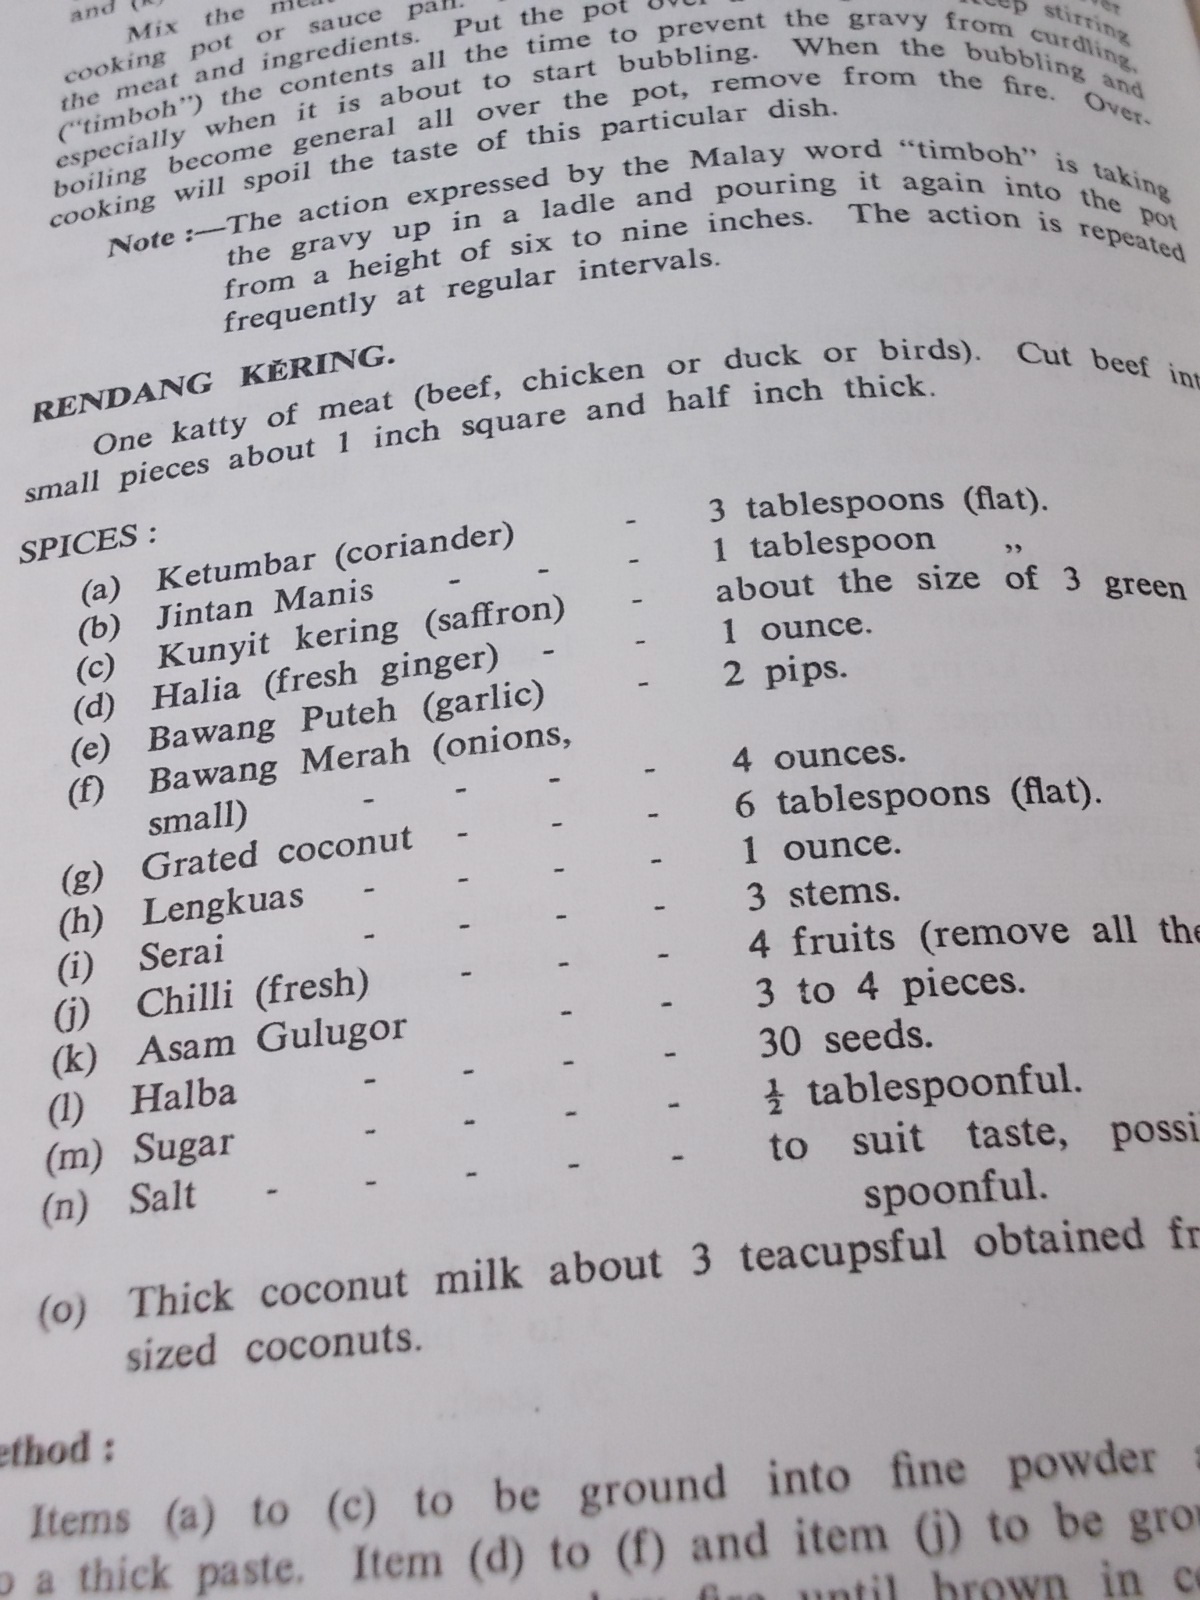 and (k)
Mix the meat
cooking pot or sauce pan. stirring
the meat and ingredients. Put the pot over from curdling,
("timboh") the contents all the time to prevent the gravy bubbling and
especially when it is about to start bubbling. When the Over-
boiling become general all over the pot, remove from the fire.
cooking will spoil the taste of this particular dish.
Note :—The action expressed by the Malay word "timboh" is taking
the gravy up in a ladle and pouring it again into the pot
from a height of six to nine inches. The action is repeated
frequently at regular intervals.
RENDANG KĔRING.
One katty of meat (beef, chicken or duck or birds). Cut beef int
small pieces about 1 inch square and half inch thick.
SPICES :
(a) Ketumbar (coriander) - 3 tablespoons (flat).
(b) Jintan Manis - - - 1 tablespoon ,,
(c) Kunyit kering (saffron) - about the size of 3 green
(d) Halia (fresh ginger) - - 1 ounce.
(e) Bawang Puteh (garlic) - 2 pips.
(f) Bawang Merah (onions,
small) - - - - 4 ounces.
(g) Grated coconut - - - 6 tablespoons (flat).
(h) Lengkuas - - - - 1 ounce.
(i) Serai - - - - 3 stems.
(j) Chilli (fresh) - - - 4 fruits (remove all the
(k) Asam Gulugor - - 3 to 4 pieces.
(l) Halba - - - - 30 seeds.
(m) Sugar - - - - ½ tablespoonful.
(n) Salt - - - - - to suit taste, possi
spoonful.
(o) Thick coconut milk about 3 teacupsful obtained fr
sized coconuts.
ethod :
Items (a) to (c) to be ground into fine powder
o a thick paste. Item (d) to (f) and item (j) to be grou
fire until brown in co